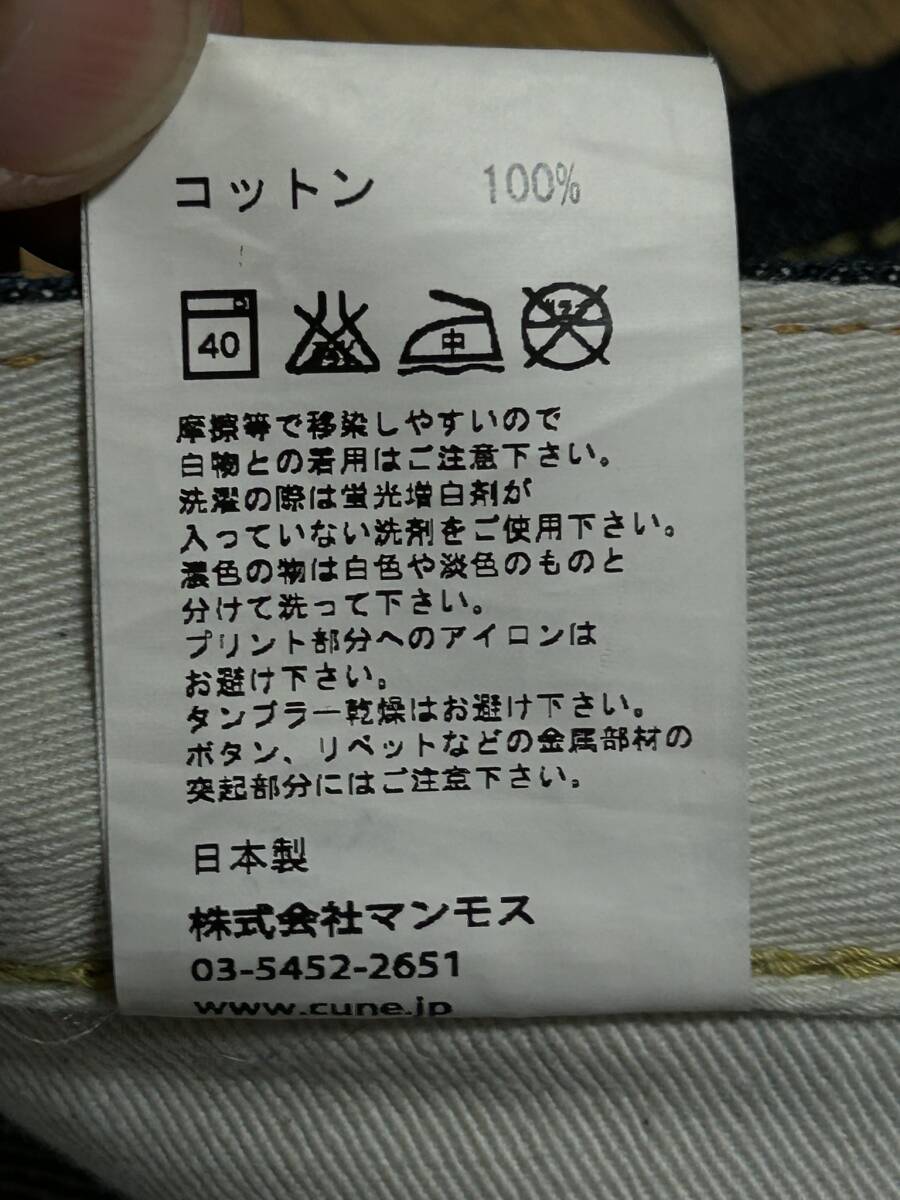 コットン 100%
40 中
摩擦等で移染しやすいので
白物との着用はご注意下さい。
洗濯の際は蛍光増白剤が
入っていない洗剤をご使用下さい。
濃色の物は白色や淡色のものと
分けて洗って下さい。
プリント部分へのアイロンは
お避け下さい。
タンブラー乾燥はお避け下さい。
ボタン、リベットなどの金属部材の
突起部分にはご注意下さい。
日本製
株式会社マンモス
03-5452-2651
www.cune.jp